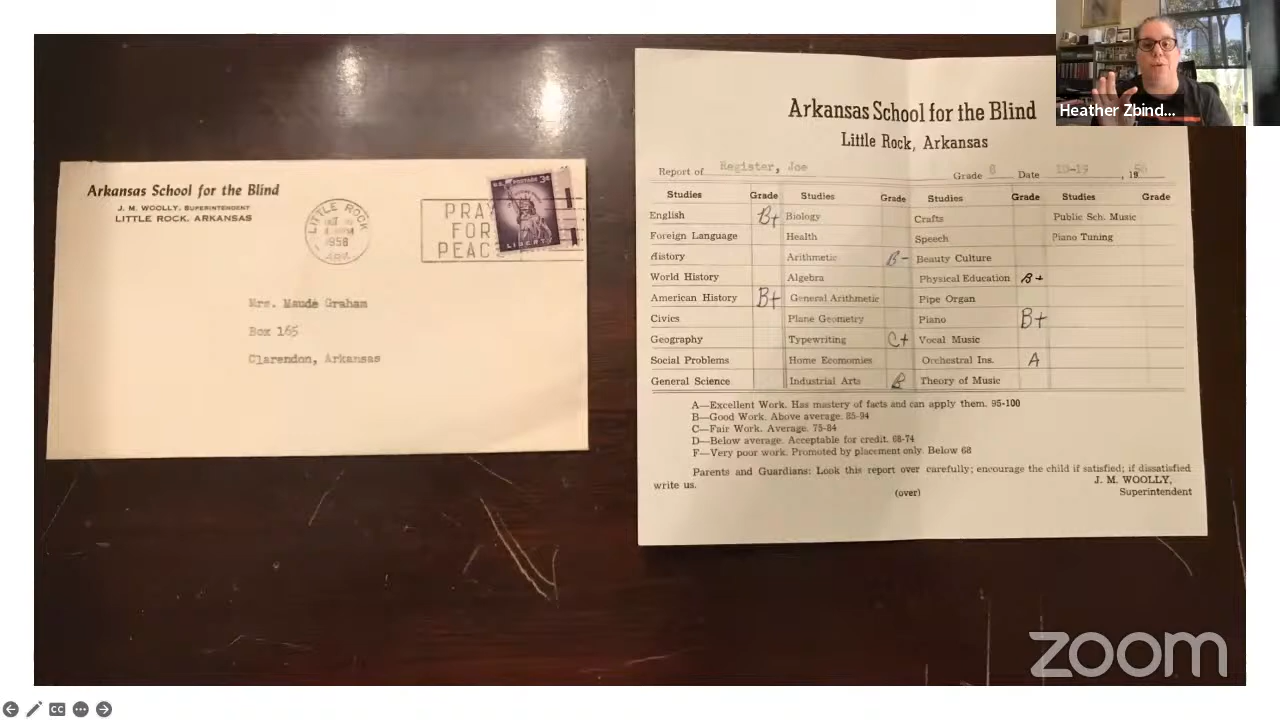 Heather Zbind...
Arkansas School for the Blind
J. M. WOOLLY, SUPERINTENDENT
LITTLE ROCK, ARKANSAS
LITTLE ROCK
1958
ARK.
PRAY
FOR
PEACE
U.S. POSTAGE 3¢
LIBERTY
Mrs. Maude Graham
Box 165
Clarendon, Arkansas
Arkansas School for the Blind
Little Rock, Arkansas
Report of Register, Joe Grade 8 Date 10-19, 195
Studies Grade Studies Grade Studies Grade Studies Grade
English B+ Biology Crafts Public Sch. Music
Foreign Language Health Speech Piano Tuning
History Arithmetic B- Beauty Culture
World History Algebra Physical Education B+
American History B+ General Arithmetic Pipe Organ
Civics Plane Geometry Piano B+
Geography Typewriting C+ Vocal Music
Social Problems Home Economies Orchestral Ins. A
General Science Industrial Arts B Theory of Music
A—Excellent Work. Has mastery of facts and can apply them. 95-100
B—Good Work. Above average. 85-94
C—Fair Work. Average. 75-84
D—Below average. Acceptable for credit. 68-74
F—Very poor work. Promoted by placement only. Below 68
Parents and Guardians: Look this report over carefully; encourage the child if satisfied; if dissatisfied
write us.
J. M. WOOLLY,
(over) Superintendent
zoom
CC